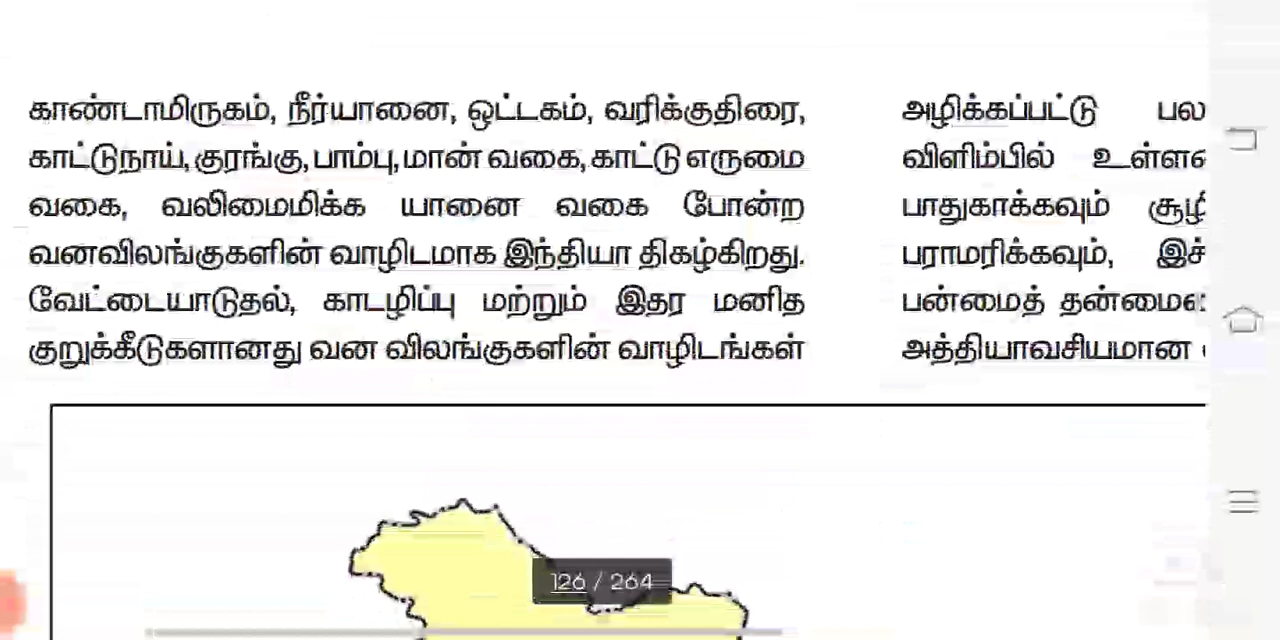 காண்டாமிருகம், நீர்யானை, ஒட்டகம், வரிக்குதிரை,
காட்டுநாய், குரங்கு, பாம்பு, மான் வகை, காட்டு எருமை
வகை, வலிமைமிக்க யானை வகை போன்ற
வனவிலங்குகளின் வாழிடமாக இந்தியா திகழ்கிறது.
வேட்டையாடுதல், காடழிப்பு மற்றும் இதர மனித
குறுக்கீடுகளானது வன விலங்குகளின் வாழிடங்கள்
அழிக்கப்பட்டு பல
விளிம்பில்
பாதுகாக்கவும்
பராமரிக்கவும்,
பன்மைத்
அத்தியாவசியமான
126 / 264